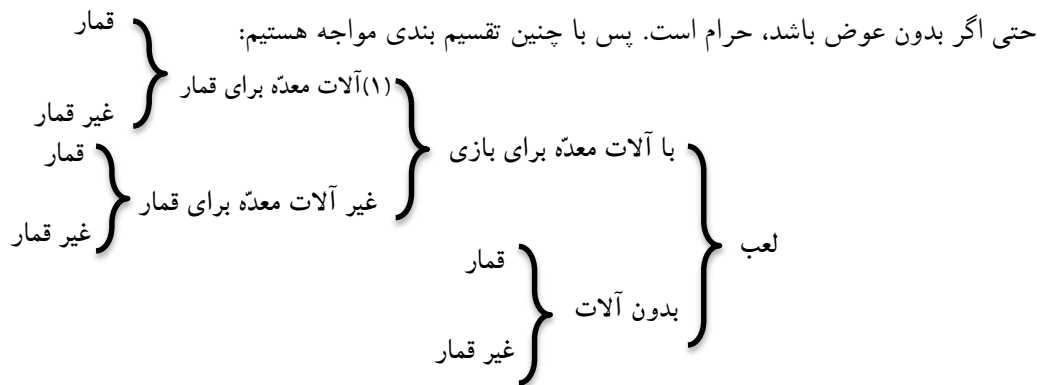 حتی اگر بدون عوض باشد، حرام است. پس با چنین تقسیم بندی مواجه هستیم:
لعب
با آلات معدّه برای بازی
(۱)آلات معدّه برای قمار
قمار
غیر قمار
غیر آلات معدّه برای قمار
قمار
غیر قمار
بدون آلات
قمار
غیر قمار